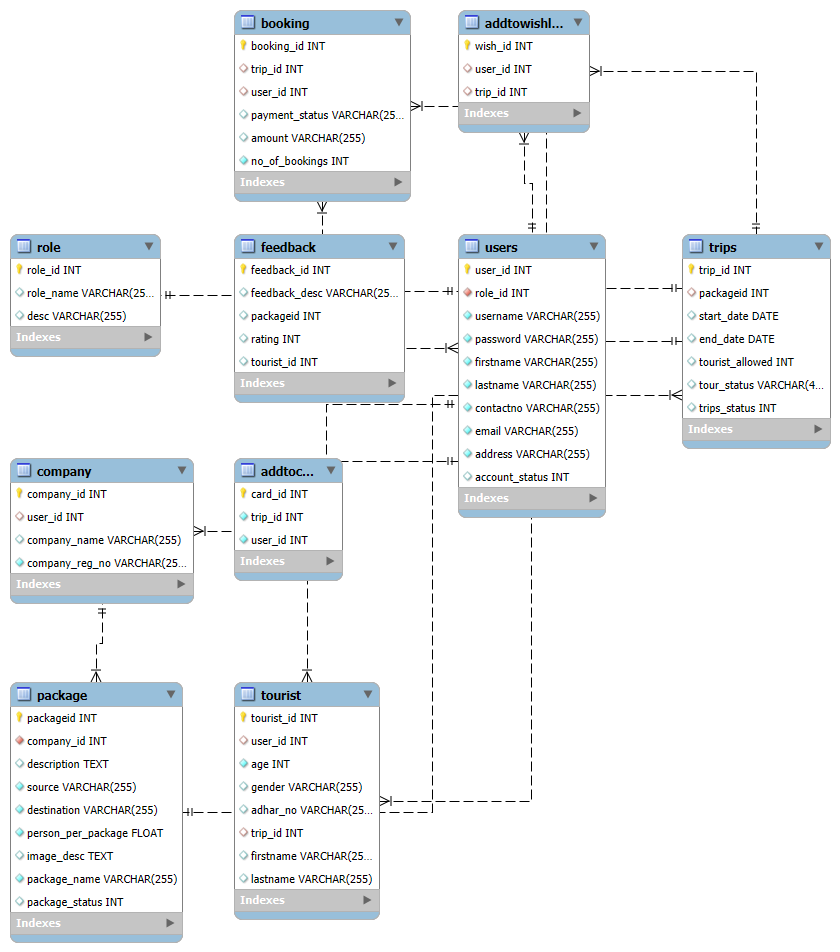 booking
booking_id INT
trip_id INT
user_id INT
payment_status VARCHAR(25...
amount VARCHAR(255)
no_of_bookings INT
Indexes
addtowishl...
wish_id INT
user_id INT
trip_id INT
Indexes
role
role_id INT
role_name VARCHAR(25...
desc VARCHAR(255)
Indexes
feedback
feedback_id INT
feedback_desc VARCHAR(25...
packageid INT
rating INT
tourist_id INT
Indexes
users
user_id INT
role_id INT
username VARCHAR(255)
password VARCHAR(255)
firstname VARCHAR(255)
lastname VARCHAR(255)
contactno VARCHAR(255)
email VARCHAR(255)
address VARCHAR(255)
account_status INT
Indexes
trips
trip_id INT
packageid INT
start_date DATE
end_date DATE
tourist_allowed INT
tour_status VARCHAR(4...
trips_status INT
Indexes
company
company_id INT
user_id INT
company_name VARCHAR(255)
company_reg_no VARCHAR(25...
Indexes
addtoc...
card_id INT
trip_id INT
user_id INT
Indexes
package
packageid INT
company_id INT
description TEXT
source VARCHAR(255)
destination VARCHAR(255)
person_per_package FLOAT
image_desc TEXT
package_name VARCHAR(255)
package_status INT
Indexes
tourist
tourist_id INT
user_id INT
age INT
gender VARCHAR(255)
adhar_no VARCHAR(25...
trip_id INT
firstname VARCHAR(25...
lastname VARCHAR(255)
Indexes